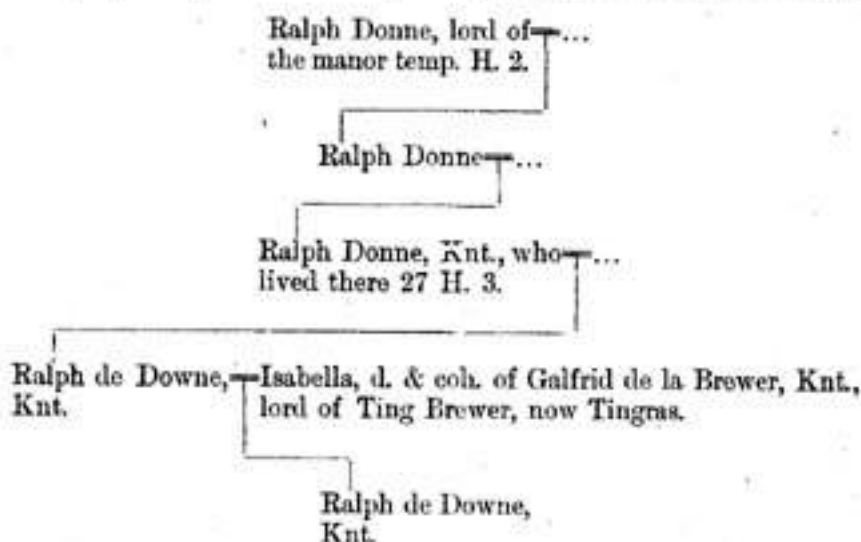 Ralph Donne, lord of ...
the manor temp. H. 2.
Ralph Donne ...
Ralph Donne, Knt., who ...
lived there 27 H. 3.
Ralph de Downe, Isabella, d. & coh. of Galfrid de la Brewer, Knt.,
Knt. lord of Ting Brewer, now Tingras.
Ralph de Downe,
Knt.